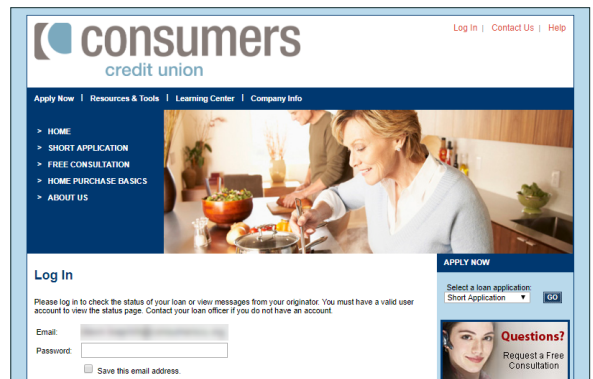 consumers
credit union
Log In | Contact Us | Help
Apply Now | Resources & Tools | Learning Center | Company Info
> HOME
> SHORT APPLICATION
> FREE CONSULTATION
> HOME PURCHASE BASICS
> ABOUT US
Log In
Please log in to check the status of your loan or view messages from your originator. You must have a valid user
account to view the status page. Contact your loan officer if you do not have an account.
Email:
Password:
Save this email address.
APPLY NOW
Select a loan application:
Short Application ▼ GO
Questions?
Request a Free
Consultation